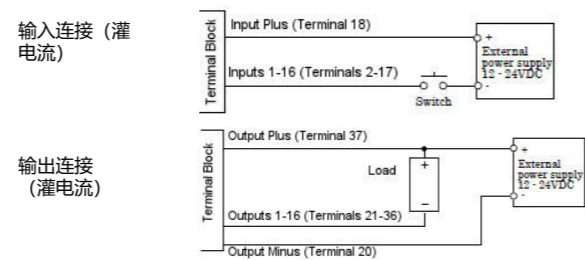 输入连接（灌
电流）
Terminal Block
Input Plus (Terminal 18)
Inputs 1-16 (Terminals 2-17)
Switch
+
External
power supply
12 - 24VDC
-
输出连接
（灌电流）
Terminal Block
Output Plus (Terminal 37)
Load
+
−
Outputs 1-16 (Terminals 21-36)
Output Minus (Terminal 20)
+
External
power supply
12 - 24VDC
-